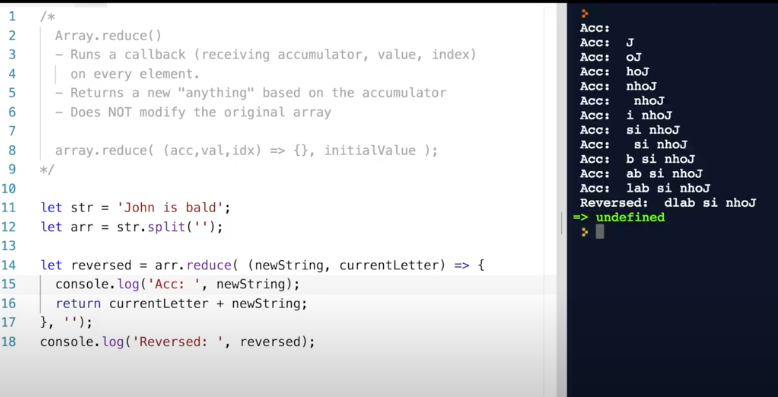 1 /*
2 Array.reduce()
3 - Runs a callback (receiving accumulator, value, index)
4 on every element.
5 - Returns a new "anything" based on the accumulator
6 - Does NOT modify the original array
7
8 array.reduce( (acc,val,idx) => {}, initialValue );
9 */
10
11 let str = 'John is bald';
12 let arr = str.split('');
13
14 let reversed = arr.reduce( (newString, currentLetter) => {
15 console.log('Acc: ', newString);
16 return currentLetter + newString;
17 }, '');
18 console.log('Reversed: ', reversed);
>
Acc:
Acc:  J
Acc:  oJ
Acc:  hoJ
Acc:  nhoJ
Acc:   nhoJ
Acc:  i nhoJ
Acc:  si nhoJ
Acc:   si nhoJ
Acc:  b si nhoJ
Acc:  ab si nhoJ
Acc:  lab si nhoJ
Reversed:  dlab si nhoJ
=> undefined
>